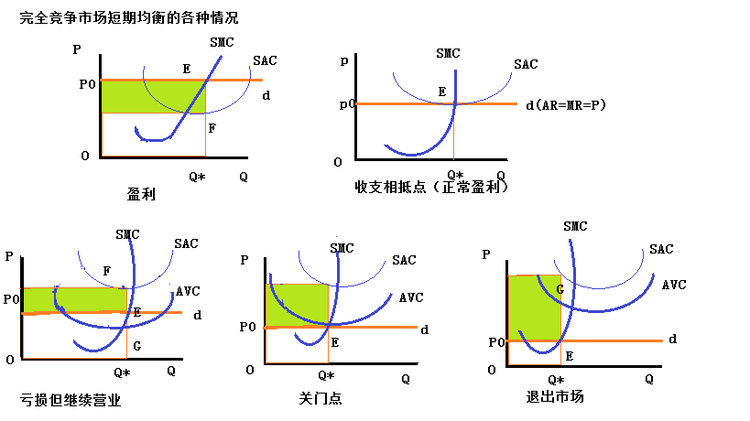 完全竞争市场短期均衡的各种情况
P
SMC
SAC
E
P0
d
F
O
Q*
Q
盈利
P
SMC
SAC
E
P0
d(AR=MR=P)
O
Q*
Q
收支相抵点（正常盈利）
P
SMC
SAC
F
AVC
P0
E
d
G
O
Q*
Q
亏损但继续营业
P
SMC
SAC
AVC
P0
d
E
O
Q*
Q
关门点
P
SMC
SAC
G
AVC
P0
d
E
O
Q*
Q
退出市场